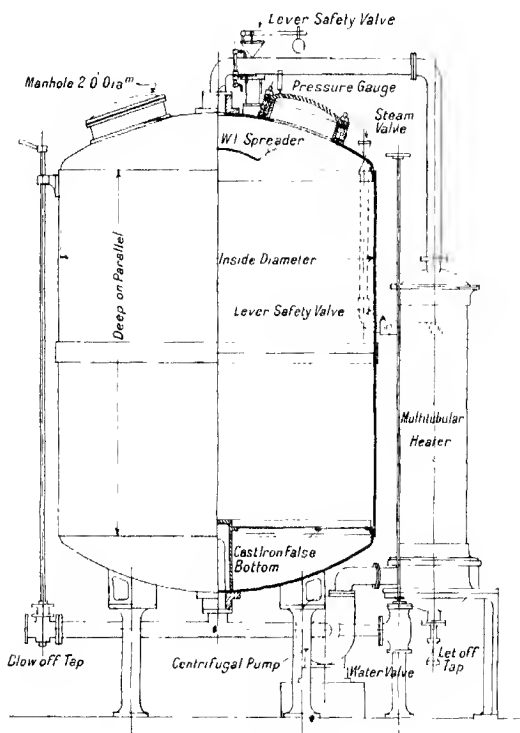 Lever Safety Valve
Manhole 2 0 Dia^m
Pressure Gauge
Steam
Valve
W I Spreader
Deep on Parallel
Inside Diameter
Lever Safety Valve
Multitubular
Heater
Cast Iron False
Bottom
Blow off Tap
Centrifugal Pump
Water Valve
Let off
Tap